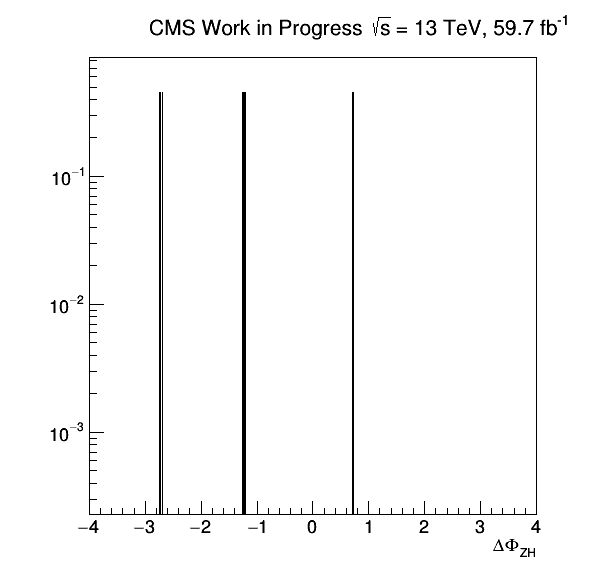 CMS Work in Progress √s = 13 TeV, 59.7 fb⁻¹
10⁻¹
10⁻²
10⁻³
−4 −3 −2 −1 0 1 2 3 4
ΔΦ_ZH